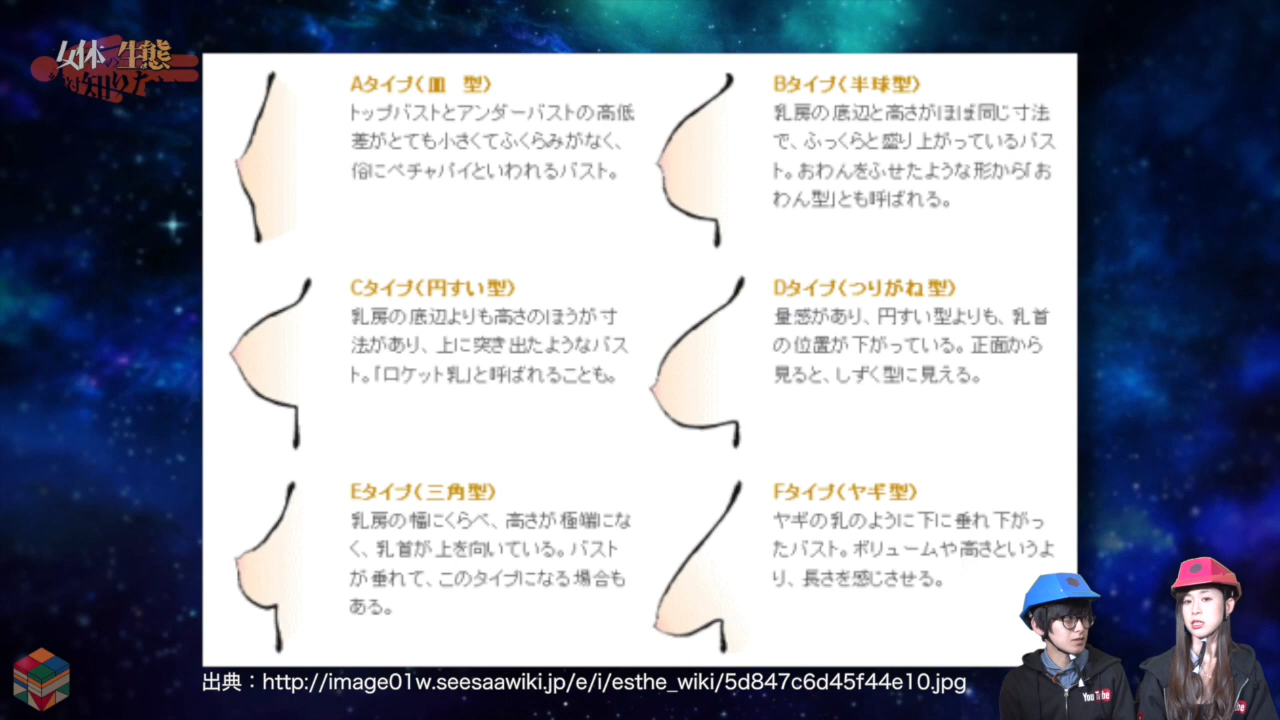 女体の生態
知りたい
Aタイプ(皿　型)
トップバストとアンダーバストの高低
差がとても小さくてふくらみがなく、
俗にペチャパイといわれるバスト。
Bタイプ(半球型)
乳房の底辺と高さがほぼ同じ寸法
で、ふっくらと盛り上がっているバス
ト。おわんをふせたような形から「お
わん型」とも呼ばれる。
Cタイプ(円すい型)
乳房の底辺よりも高さのほうが寸
法があり、上に突き出たようなバス
ト。「ロケット乳」と呼ばれることも。
Dタイプ(つりがね型)
量感があり、円すい型よりも、乳首
の位置が下がっている。正面から
見ると、しずく型に見える。
Eタイプ(三角型)
乳房の幅にくらべ、高さが極端にな
く、乳首が上を向いている。バスト
が垂れて、このタイプになる場合も
ある。
Fタイプ(ヤギ型)
ヤギの乳のように下に垂れ下がっ
たバスト。ボリュームや高さというよ
り、長さを感じさせる。
出典：http://image01w.seesaawiki.jp/e/i/esthe_wiki/5d847c6d45f44e10.jpg
YouTube